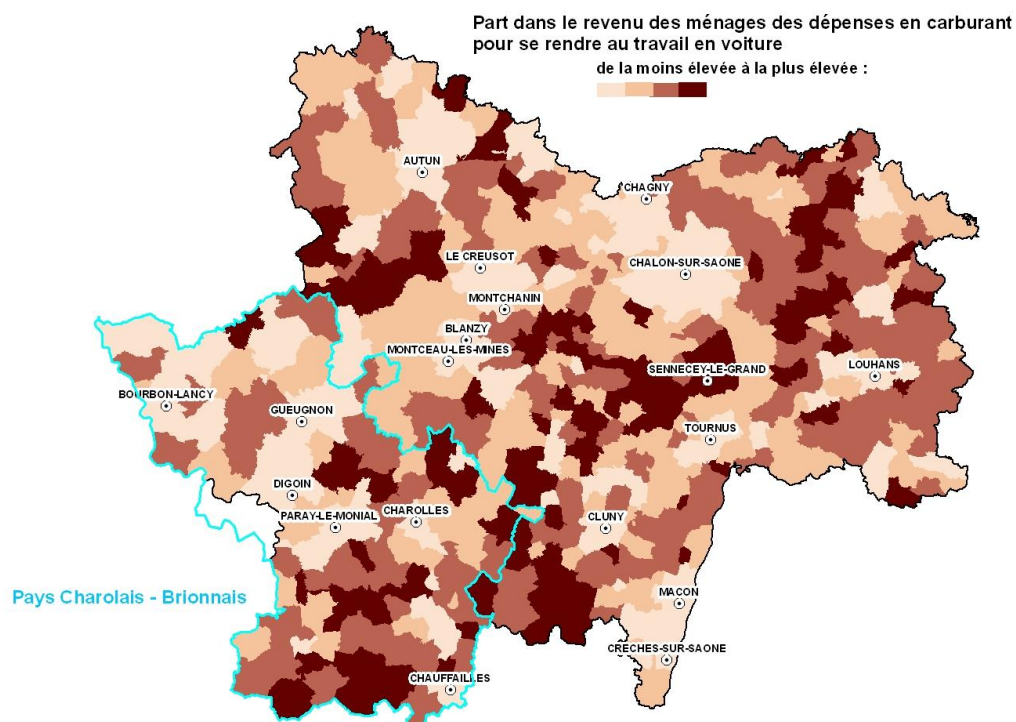 Part dans le revenu des ménages des dépenses en carburant
pour se rendre au travail en voiture
de la moins élevée à la plus élevée :
AUTUN
CHAGNY
LE CREUSOT
CHALON-SUR-SAONE
MONTCHANIN
BLANZY
MONTCEAU-LES-MINES
SENNECEY-LE-GRAND
LOUHANS
BOURBON-LANCY
GUEUGNON
TOURNUS
DIGOIN
PARAY-LE-MONIAL
CHAROLLES
CLUNY
Pays Charolais - Brionnais
MACON
CRÈCHES-SUR-SAONE
CHAUFFAILLES